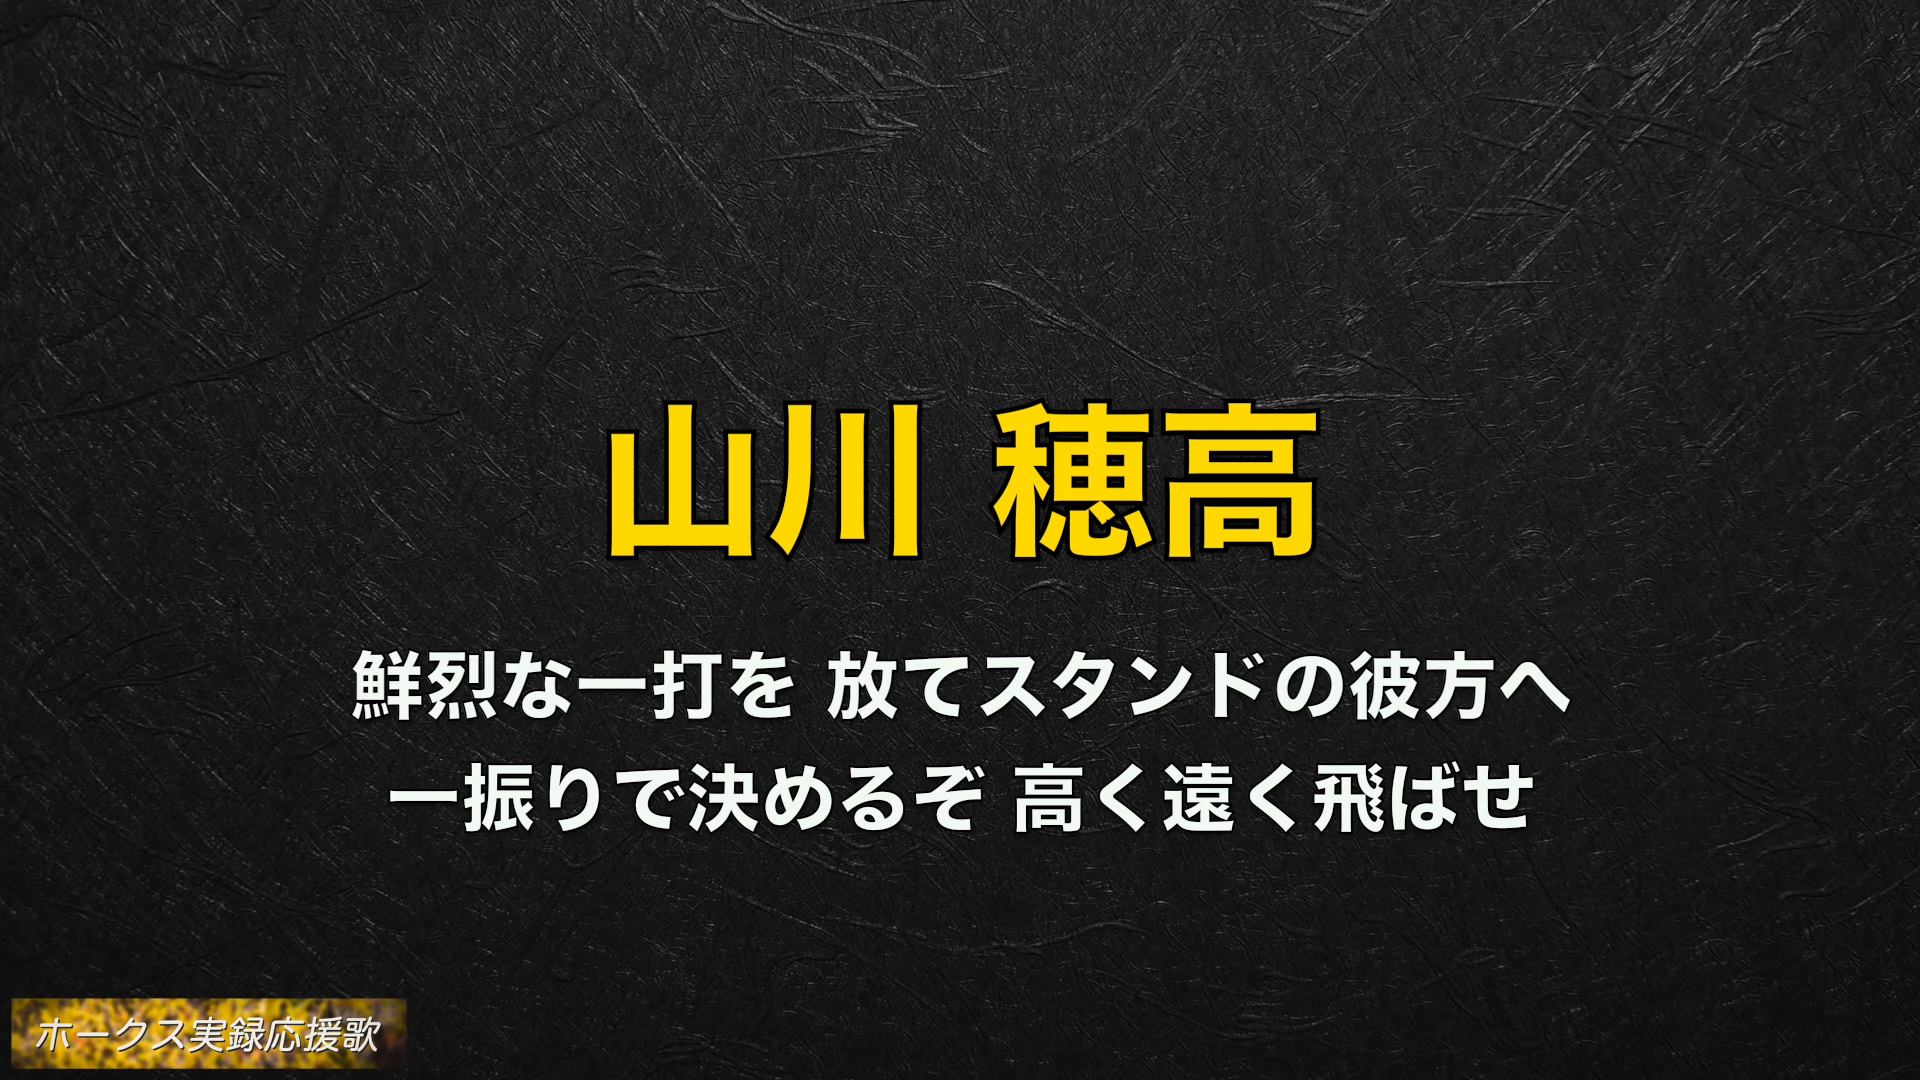 山川 穂高
鮮烈な一打を 放てスタンドの彼方へ
一振りで決めるぞ 高く遠く飛ばせ
ホークス実録応援歌